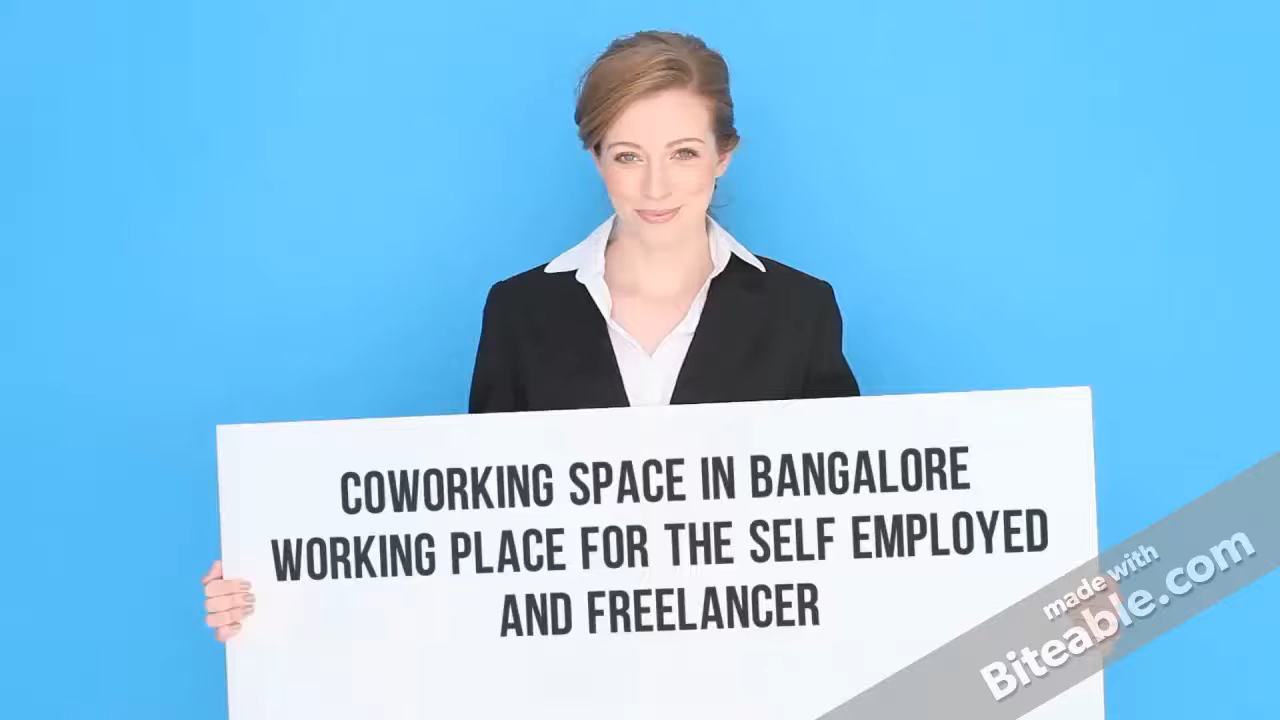 COWORKING SPACE IN BANGALORE
WORKING PLACE FOR THE SELF EMPLOYED
AND FREELANCER
made with
Biteable.com